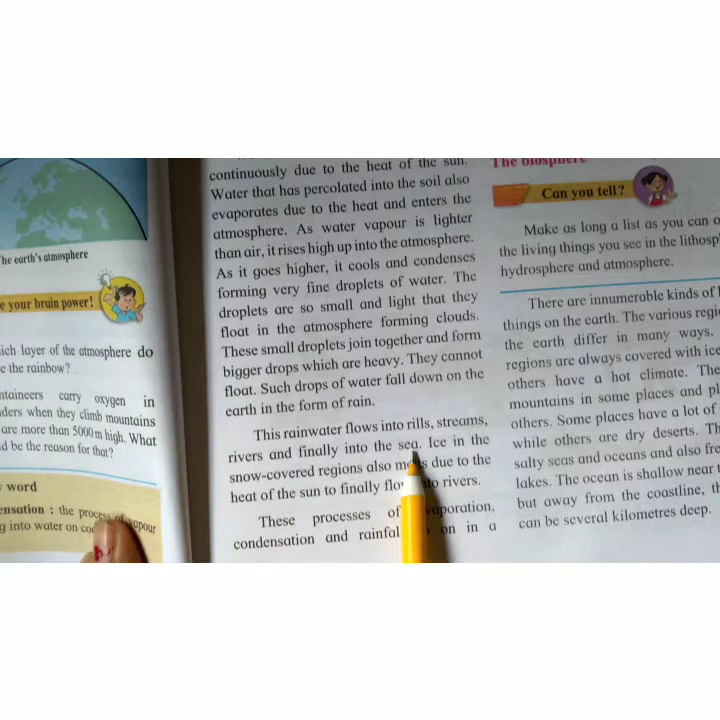 he earth's atmosphere
e your brain power!
ich layer of the atmosphere do
e the rainbow?
ntaineers carry oxygen in
ders when they climb mountains
are more than 5000 m high. What
d be the reason for that?
word
ensation : the process of vapour
g into water on
continuously due to the heat of the sun.
Water that has percolated into the soil also
evaporates due to the heat and enters the
atmosphere. As water vapour is lighter
than air, it rises high up into the atmosphere.
As it goes higher, it cools and condenses
forming very fine droplets of water. The
droplets are so small and light that they
float in the atmosphere forming clouds.
These small droplets join together and form
bigger drops which are heavy. They cannot
float. Such drops of water fall down on the
earth in the form of rain.
This rainwater flows into rills, streams,
rivers and finally into the sea. Ice in the
snow-covered regions also melts due to the
heat of the sun to finally flow into rivers.
These processes of evaporation,
condensation and rainfall on in a
The biosphere
Can you tell?
Make as long a list as you can o
the living things you see in the lithosp
hydrosphere and atmosphere.
There are innumerable kinds of
things on the earth. The various regi
the earth differ in many ways.
regions are always covered with ice
others have a hot climate. The
mountains in some places and pl
others. Some places have a lot of
while others are dry deserts. Th
salty seas and oceans and also fre
lakes. The ocean is shallow near t
but away from the coastline, th
can be several kilometres deep.